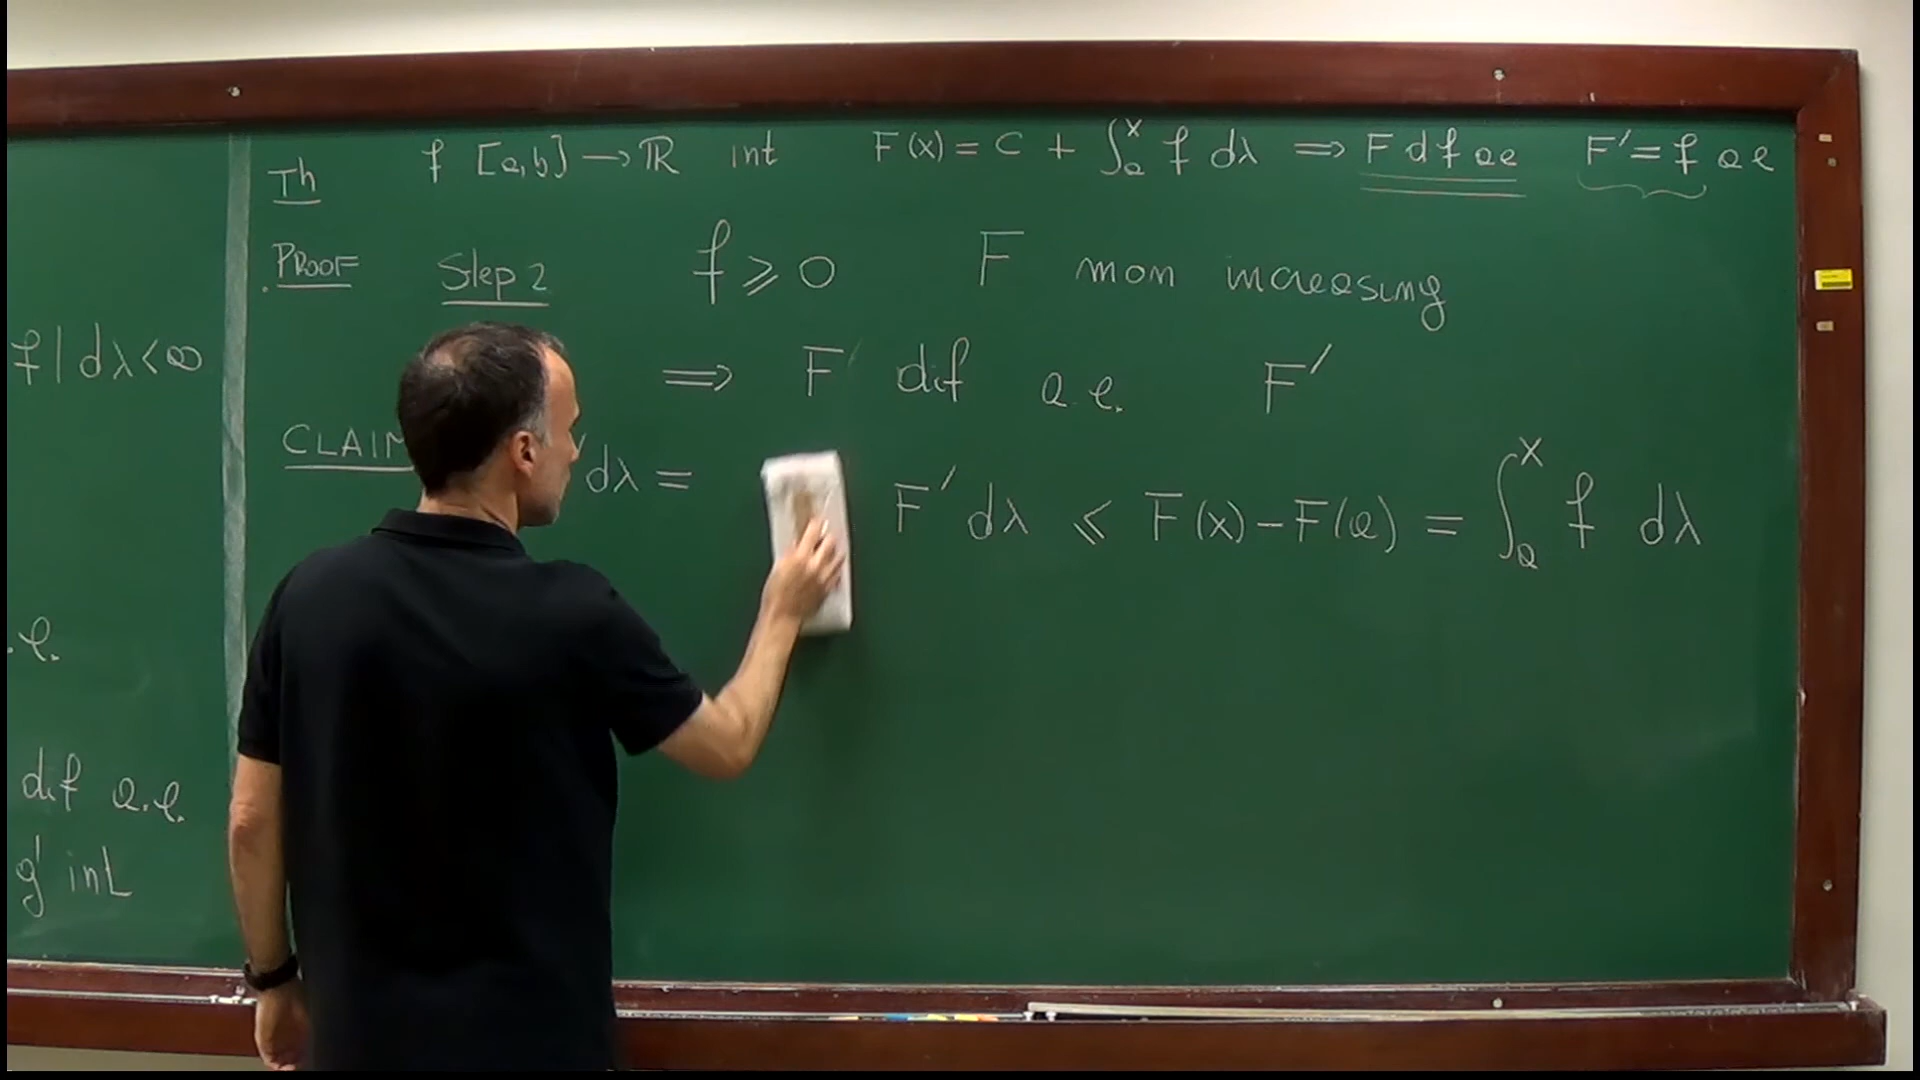 f | dλ < ∞
.e.
dif a.e.
g' int
Th f [a,b] → ℝ int F(x) = C + ∫ₐˣ f dλ ⟹ F df ae F' = f ae
PROOF Step 2 f ⩾ 0 F mon increasing
⟹ F dif a.e. F'
CLAIM dλ = F' dλ ⩽ F(x) - F(a) = ∫ₐˣ f dλ